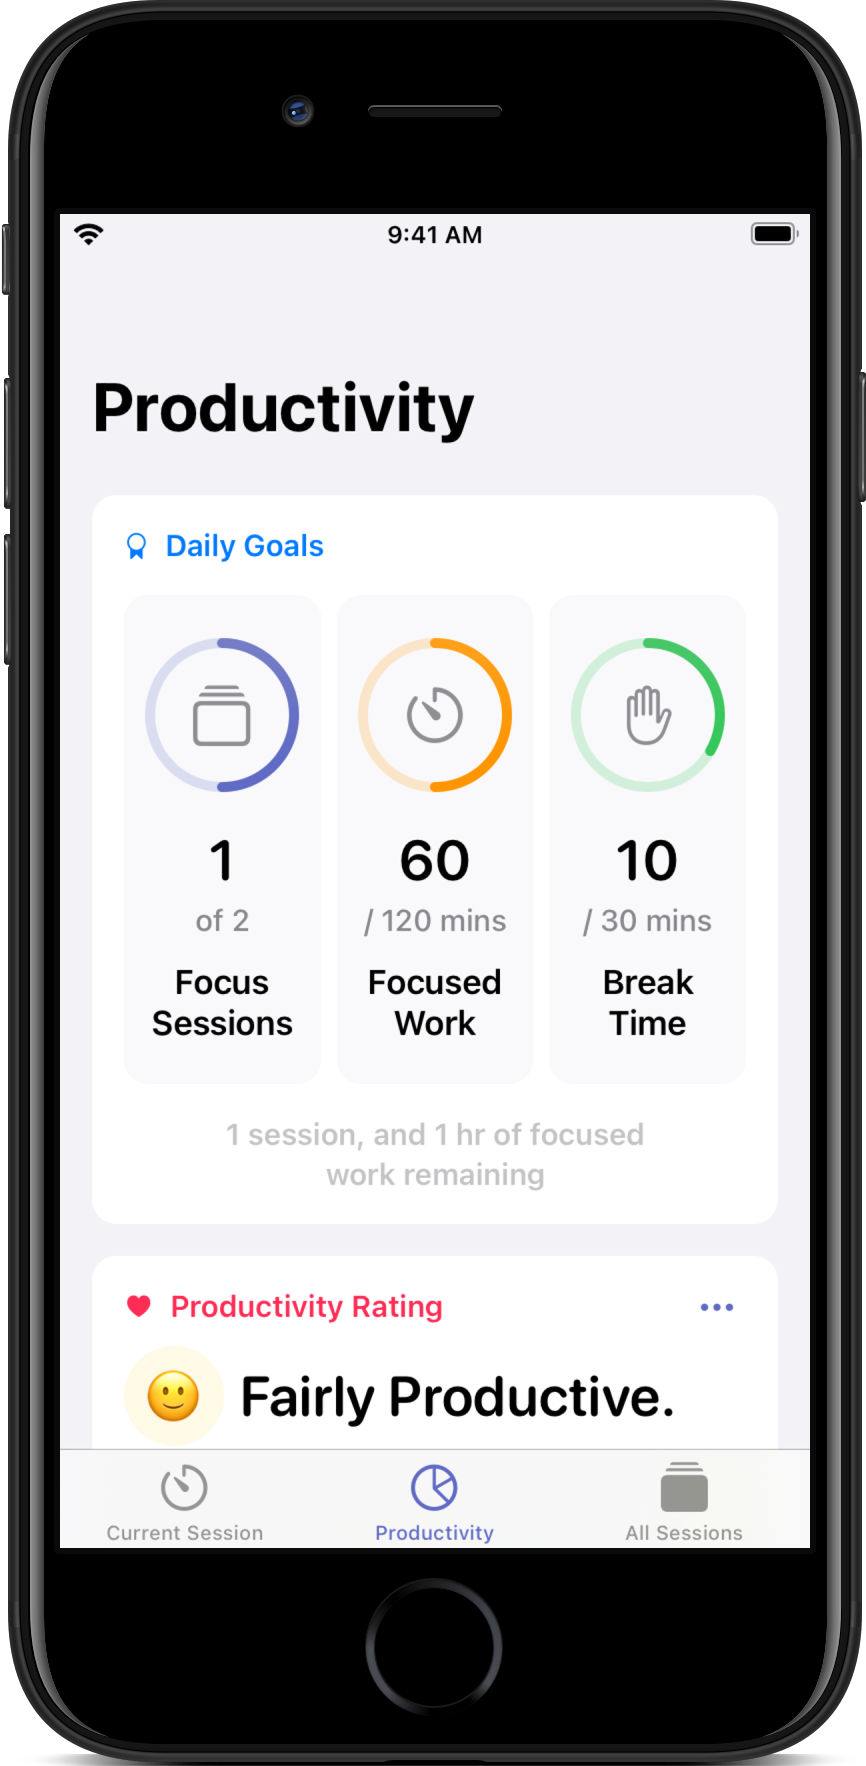 9:41 AM
Productivity
Daily Goals
1
of 2
Focus
Sessions
60
/ 120 mins
Focused
Work
10
/ 30 mins
Break
Time
1 session, and 1 hr of focused
work remaining
Productivity Rating
Fairly Productive.
Current Session
Productivity
All Sessions